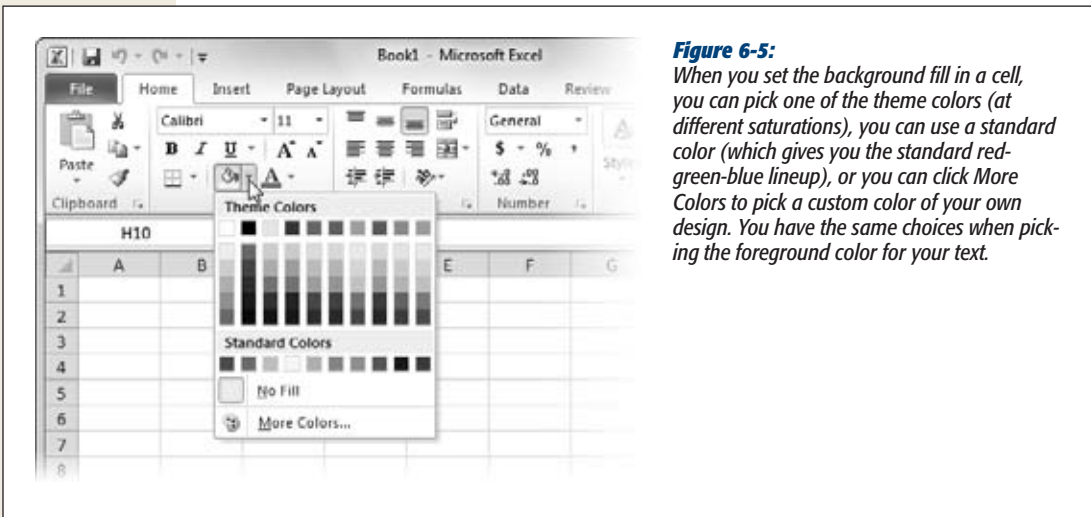 Book1 - Microsoft Excel
File Home Insert Page Layout Formulas Data Review
Calibri 11 General
B I U A A $ - % ,
Paste A .0 .00 .00 .0
Clipboard Number
Theme Colors
H10
A B E F G
1
2
3
Standard Colors
4
5 No Fill
6 More Colors...
7
8
Figure 6-5:
When you set the background fill in a cell,
you can pick one of the theme colors (at
different saturations), you can use a standard
color (which gives you the standard red-
green-blue lineup), or you can click More
Colors to pick a custom color of your own
design. You have the same choices when pick-
ing the foreground color for your text.